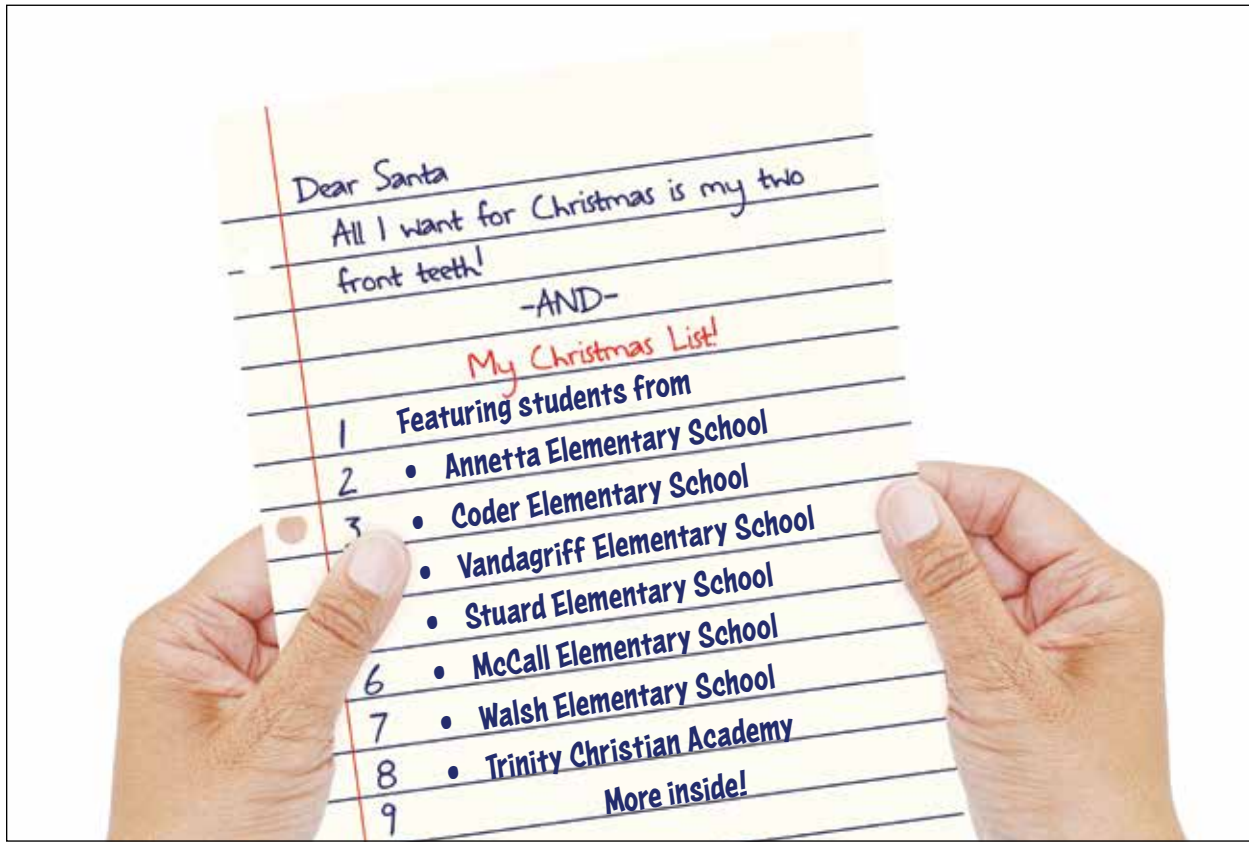 Dear Santa
All I want for Christmas is my two
front teeth!
-AND-
My Christmas List!
1 Featuring students from
2 • Annetta Elementary School
3 • Coder Elementary School
• Vandagriff Elementary School
• Stuard Elementary School
6 • McCall Elementary School
7 • Walsh Elementary School
8 • Trinity Christian Academy
9 More inside!